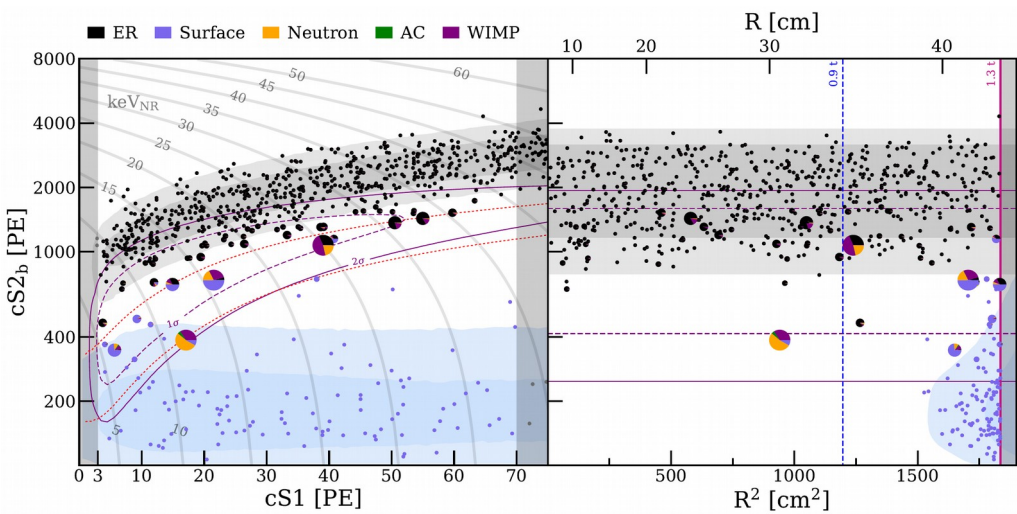 ER Surface Neutron AC WIMP
R [cm]
10 20 30 40
8000
4000
2000
1000
400
200
cS2b [PE]
keVNR
50
60
45
40
35
30
25
20
15
5
10
1σ
2σ
0.9 t
1.3 t
0 3 10 20 30 40 50 60 70
500 1000 1500
cS1 [PE]
R² [cm²]